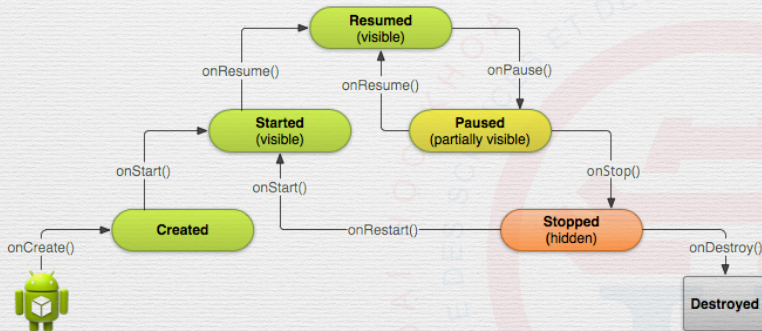 Resumed
(visible)
onResume()
onResume()
onPause()
Started
(visible)
Paused
(partially visible)
onStart()
onStart()
onStop()
Created
onRestart()
Stopped
(hidden)
onCreate()
onDestroy()
Destroyed